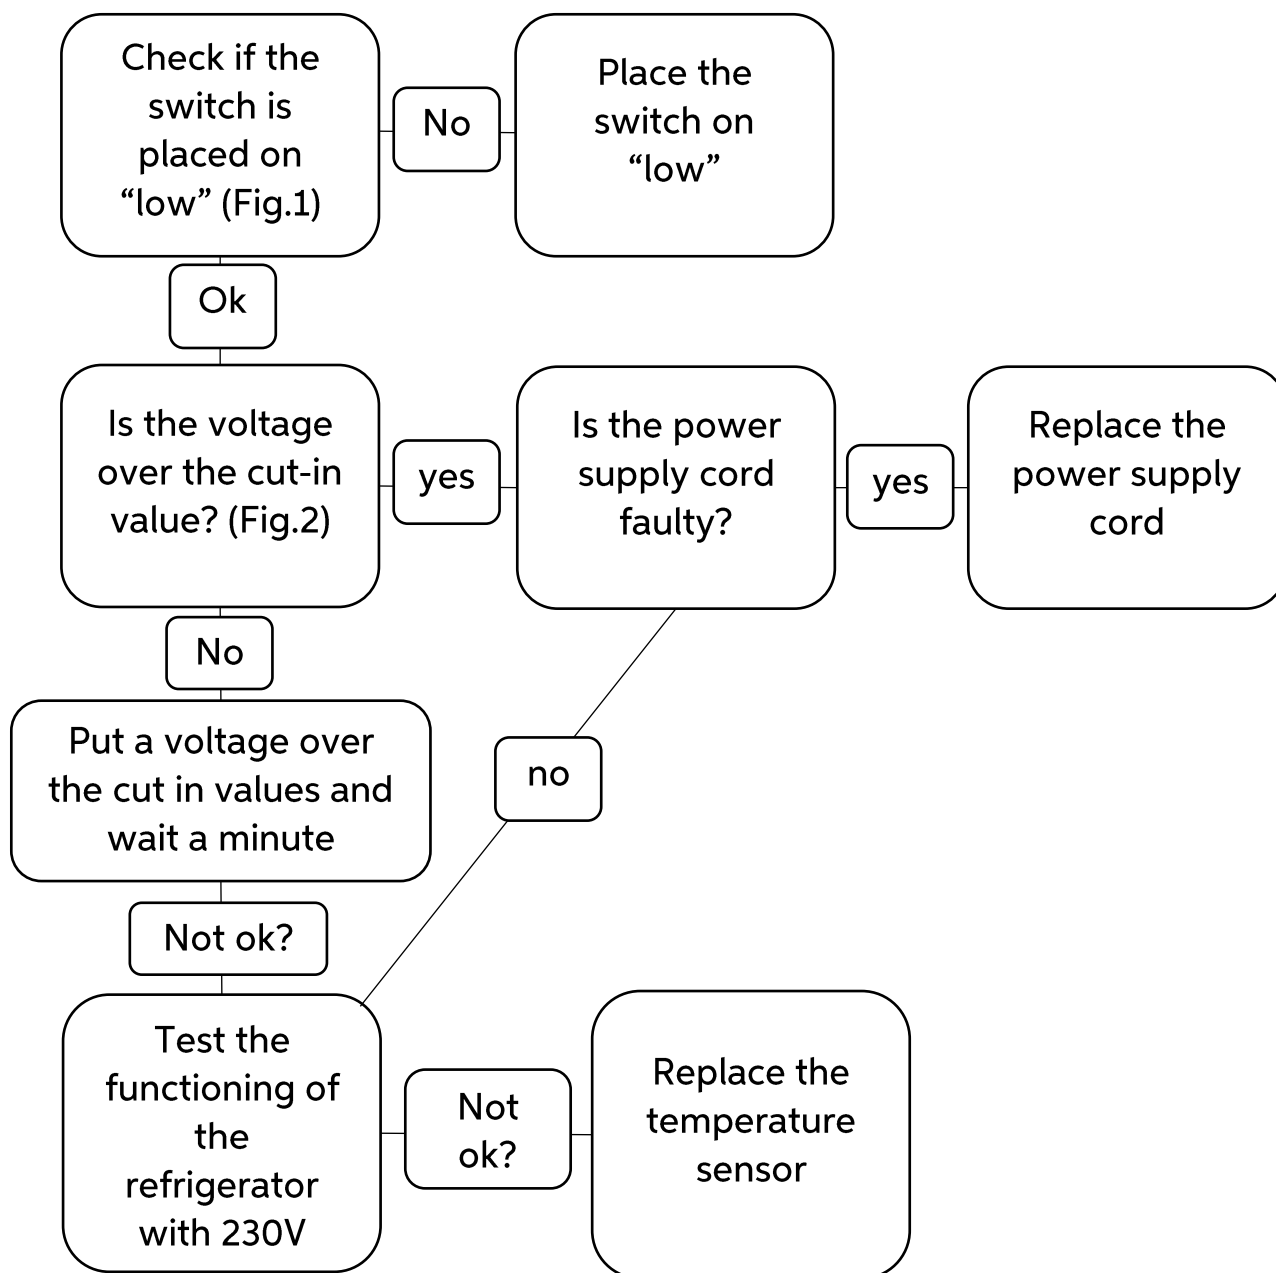 Check if the
switch is
placed on
“low” (Fig.1)
No
Place the
switch on
“low”
Ok
Is the voltage
over the cut-in
value? (Fig.2)
yes
Is the power
supply cord
faulty?
yes
Replace the
power supply
cord
No
Put a voltage over
the cut in values and
wait a minute
no
Not ok?
Test the
functioning of
the
refrigerator
with 230V
Not
ok?
Replace the
temperature
sensor